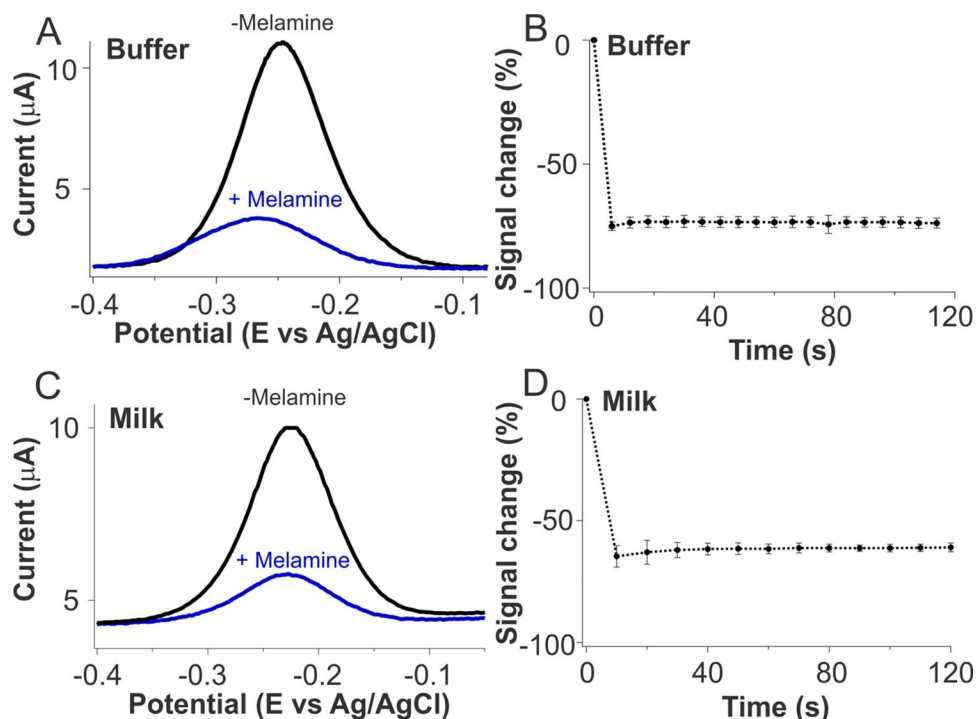 A
Buffer
-Melamine
+ Melamine
Current (μA)
10
5
-0.4
-0.3
-0.2
-0.1
Potential (E vs Ag/AgCl)
B
Buffer
Signal change (%)
0
-50
-100
0
40
80
120
Time (s)
C
Milk
-Melamine
+ Melamine
Current (μA)
10
5
-0.4
-0.3
-0.2
-0.1
Potential (E vs Ag/AgCl)
D
Milk
Signal change (%)
0
-50
-100
0
40
80
120
Time (s)